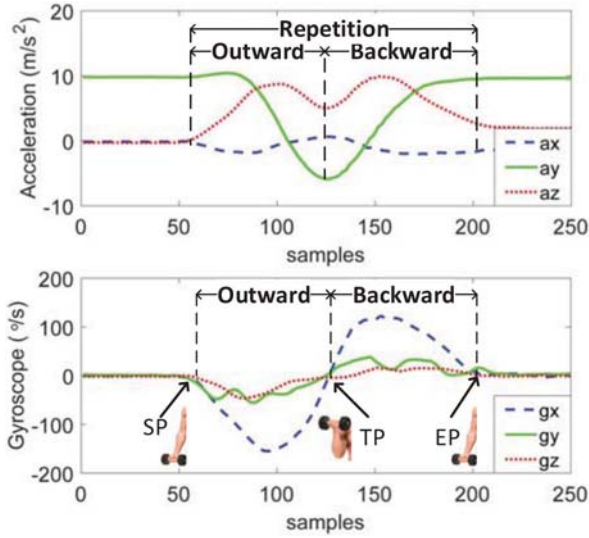 Repetition
Outward Backward
Acceleration (m/s²)
20
10
0
-10
0 50 100 150 200 250
samples
ax
ay
az
Outward Backward
Gyroscope ( °/s)
200
100
0
-100
-200
SP TP EP
0 50 100 150 200 250
samples
gx
gy
gz